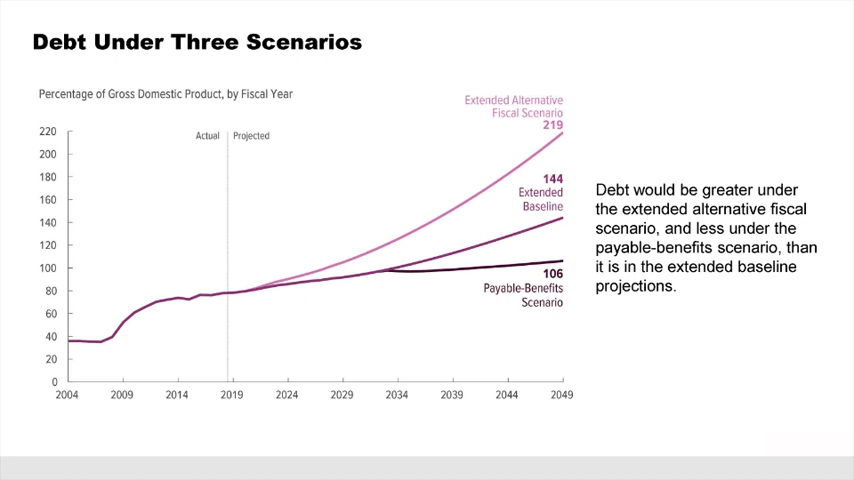 Debt Under Three Scenarios
Percentage of Gross Domestic Product, by Fiscal Year
Extended Alternative
Fiscal Scenario
219
220
Actual
Projected
200
180
144
160
Extended
Baseline
140
120
100
106
80
Payable-Benefits
Scenario
60
40
20
0
2004
2009
2014
2019
2024
2029
2034
2039
2044
2049
Debt would be greater under
the extended alternative fiscal
scenario, and less under the
payable-benefits scenario, than
it is in the extended baseline
projections.